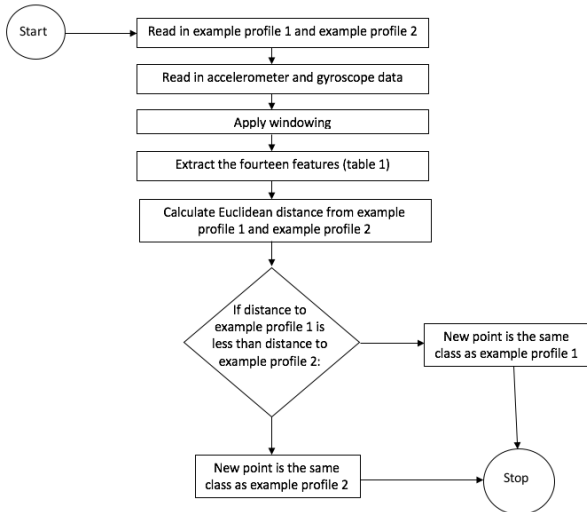 Start
Read in example profile 1 and example profile 2
Read in accelerometer and gyroscope data
Apply windowing
Extract the fourteen features (table 1)
Calculate Euclidean distance from example
profile 1 and example profile 2
If distance to
example profile 1 is
less than distance to
example profile 2:
New point is the same
class as example profile 1
New point is the same
class as example profile 2
Stop